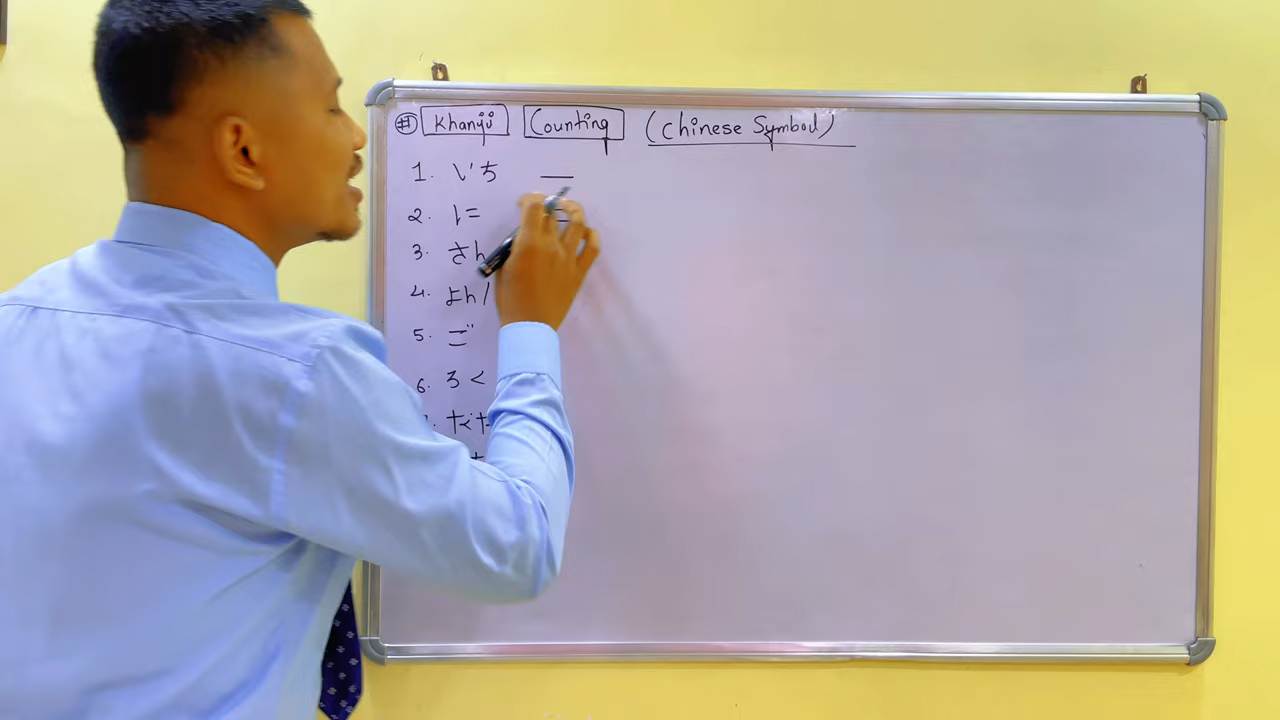 # Khanji Counting (Chinese Symbol)
1. いち 一
2. に 二
3. さん
4. よん/
5. ご
6. ろく